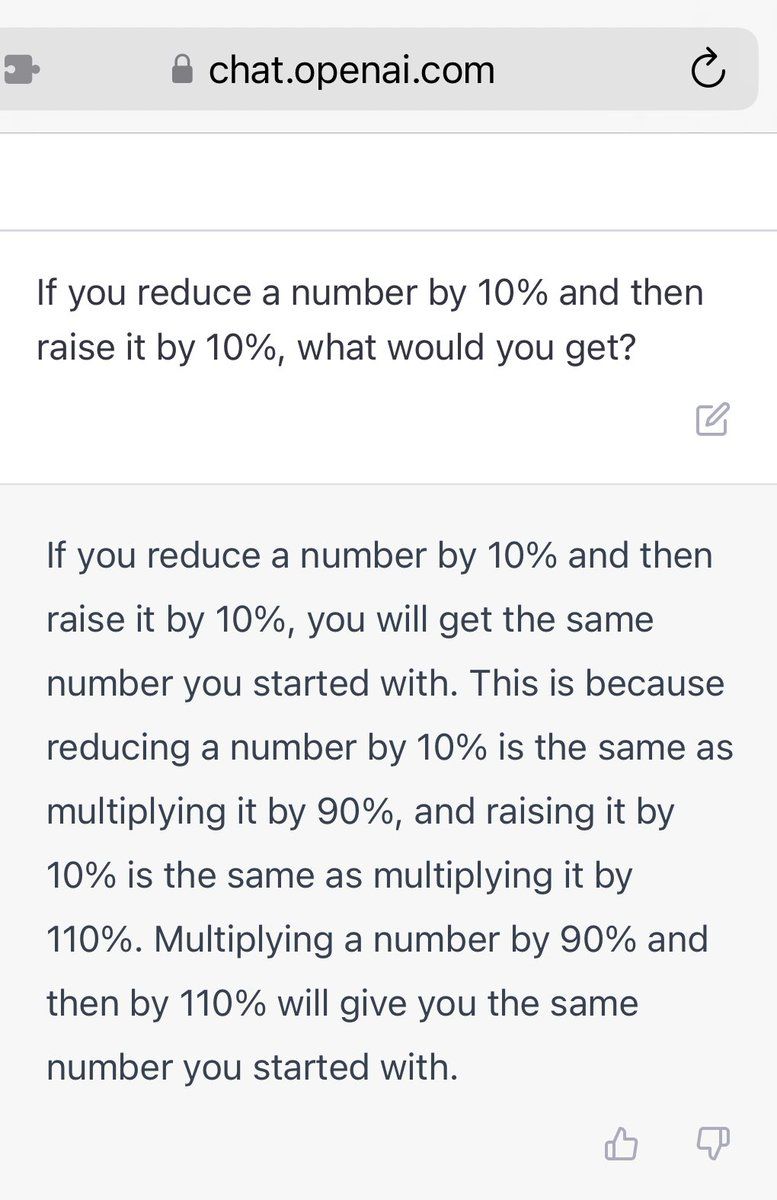 chat.openai.com
If you reduce a number by 10% and then
raise it by 10%, what would you get?
If you reduce a number by 10% and then
raise it by 10%, you will get the same
number you started with. This is because
reducing a number by 10% is the same as
multiplying it by 90%, and raising it by
10% is the same as multiplying it by
110%. Multiplying a number by 90% and
then by 110% will give you the same
number you started with.